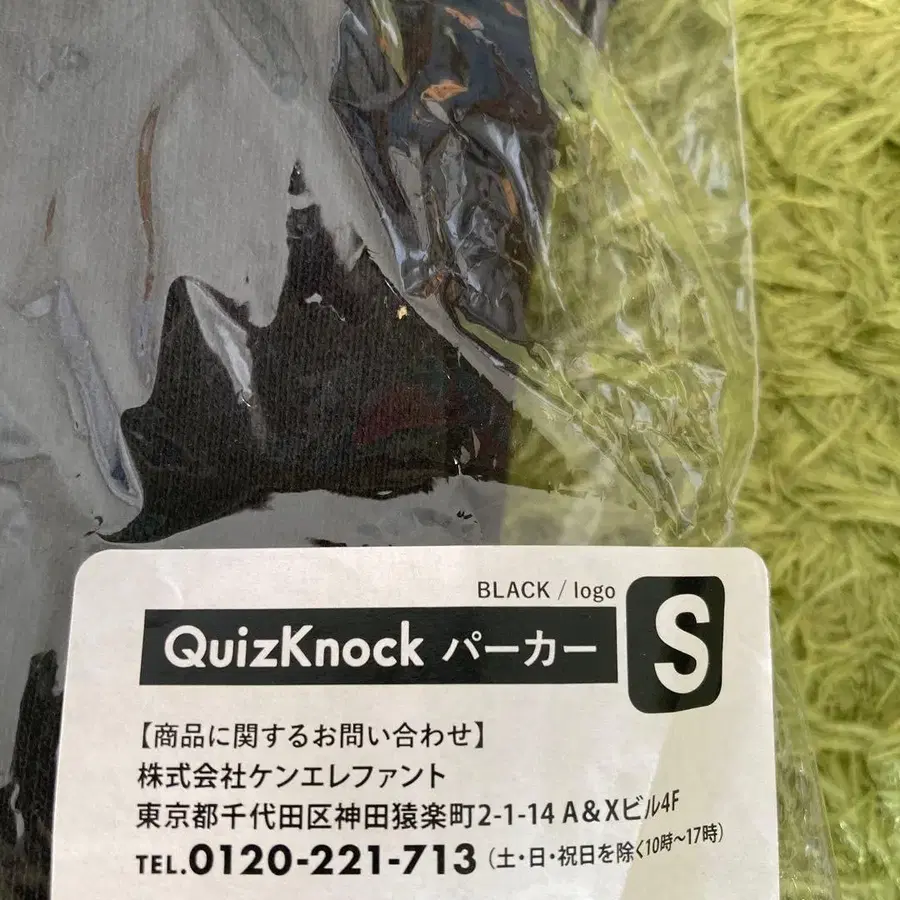 BLACK / logo
QuizKnock パーカー S
【商品に関するお問い合わせ】
株式会社ケンエレファント
東京都千代田区神田猿楽町2-1-14 A&Xビル4F
TEL.0120-221-713（土・日・祝日を除く10時〜17時）